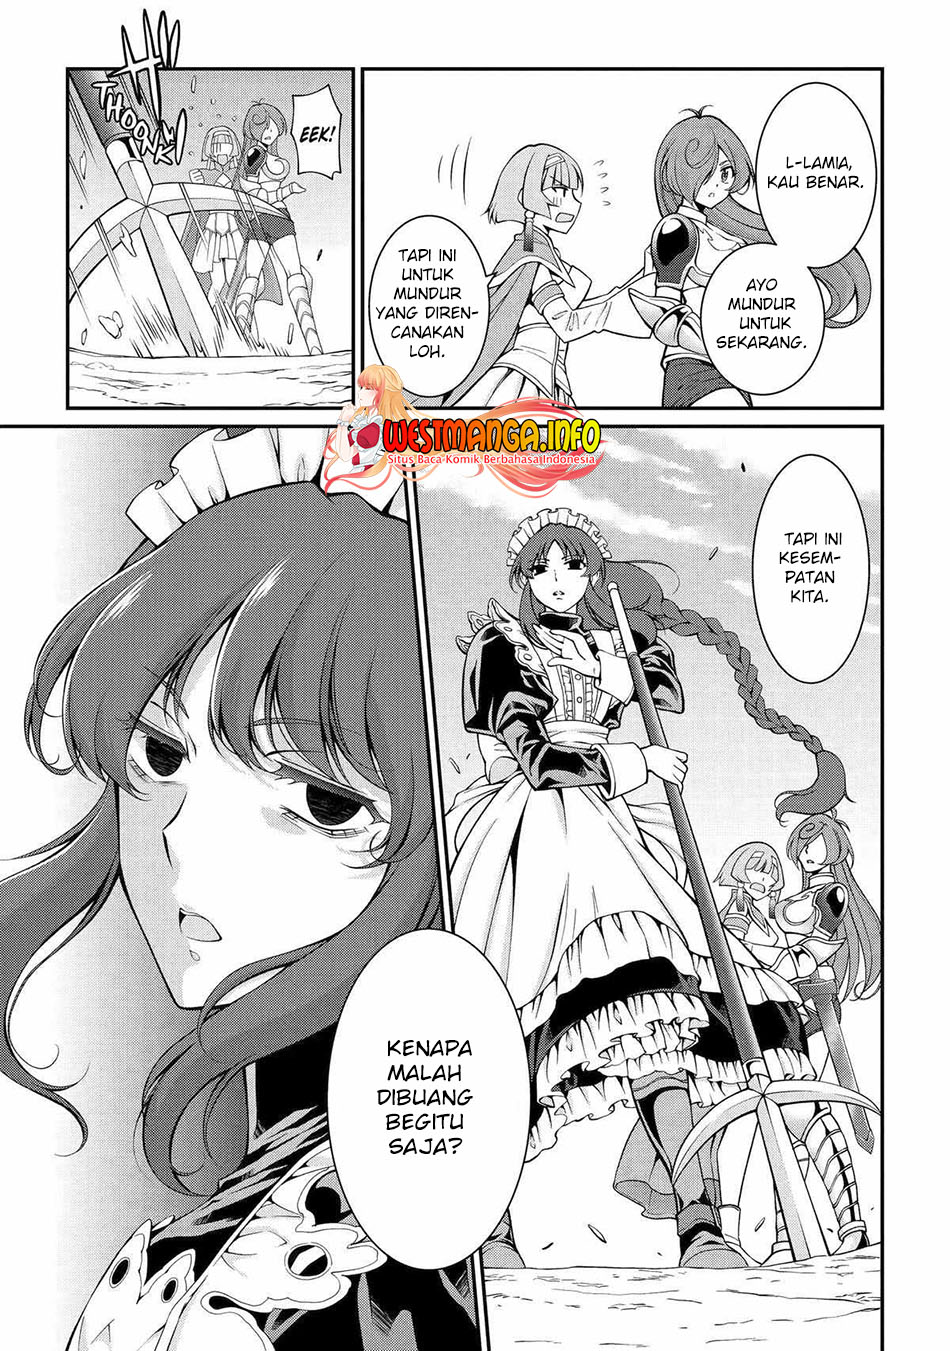 L-LAMIA,
KAU BENAR.
AYO
MUNDUR
UNTUK
SEKARANG.
TAPI INI
UNTUK
MUNDUR
YANG DIREN-
CANAKAN
LOH.
EEK!
THOONK
WESTMANGA.INFO
Situs Baca Komik Berbahasa Indonesia
TAPI INI
KESEM-
PATAN
KITA.
KENAPA
MALAH
DIBUANG
BEGITU
SAJA?